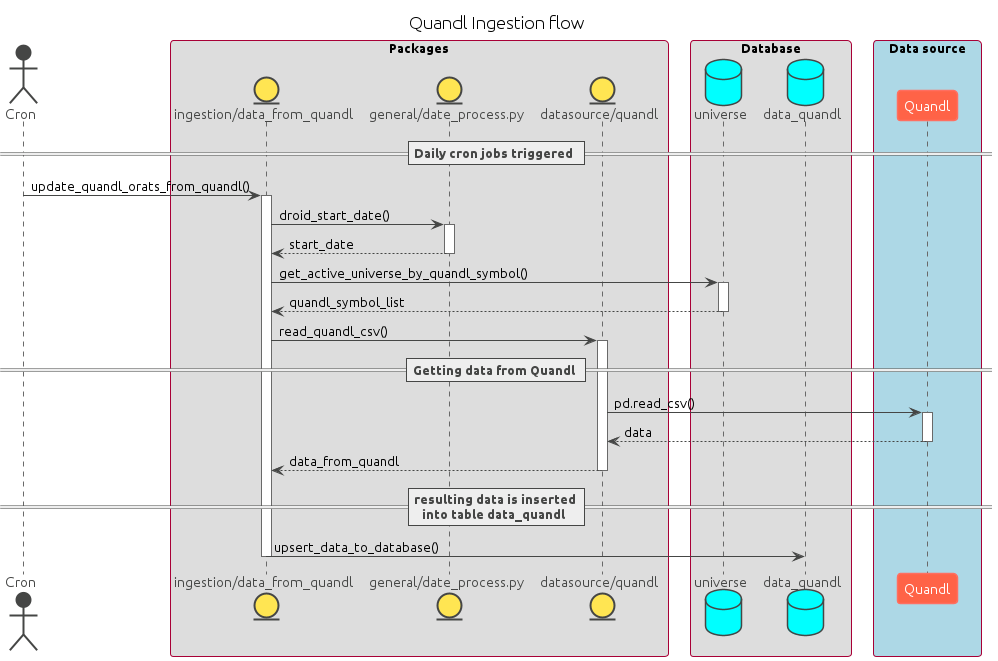 Quandl Ingestion flow
Packages
Database
Data source
Cron
ingestion/data_from_quandl
general/date_process.py
datasource/quandl
universe
data_quandl
Quandl
Daily cron jobs triggered
update_quandl_orats_from_quandl()
droid_start_date()
start_date
get_active_universe_by_quandl_symbol()
quandl_symbol_list
read_quandl_csv()
Getting data from Quandl
pd.read_csv()
data
data_from_quandl
resulting data is inserted
into table data_quandl
upsert_data_to_database()
Cron
ingestion/data_from_quandl
general/date_process.py
datasource/quandl
universe
data_quandl
Quandl